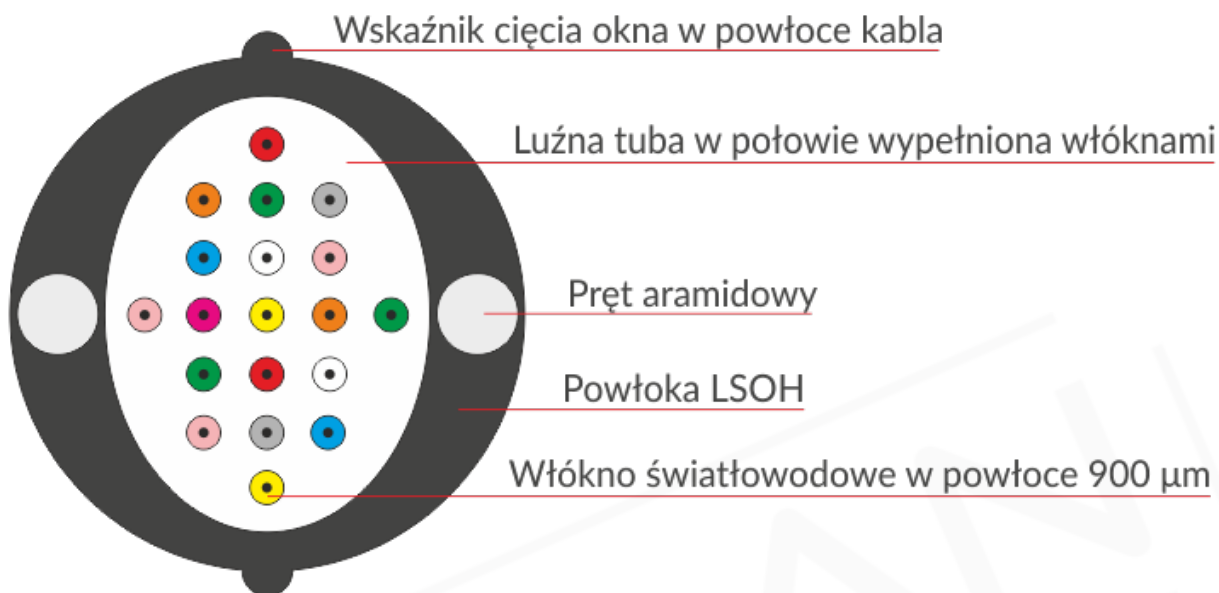 Wskaźnik cięcia okna w powłoce kabla
Luźna tuba w połowie wypełniona włóknami
Pręt aramidowy
Powłoka LSOH
Włókno światłowodowe w powłoce 900 µm